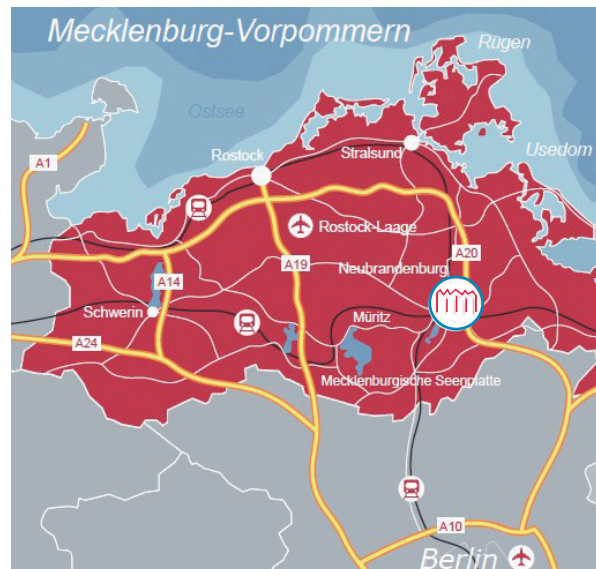 Mecklenburg-Vorpommern
Rügen
Ostsee
A1
Rostock
Stralsund
Usedom
Rostock-Laage
A20
A14
A19
Neubrandenburg
Schwerin
Müritz
A24
Mecklenburgische Seenplatte
A10
Berlin